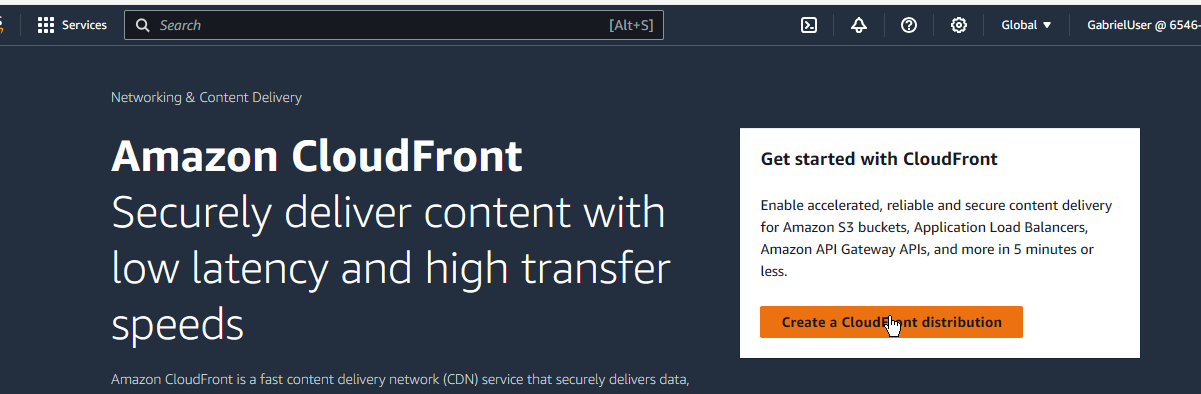 Services
Search
[Alt+S]
Global
GabrielUser @ 6546-
Networking & Content Delivery
Amazon CloudFront
Securely deliver content with
low latency and high transfer
speeds
Amazon CloudFront is a fast content delivery network (CDN) service that securely delivers data,
Get started with CloudFront
Enable accelerated, reliable and secure content delivery
for Amazon S3 buckets, Application Load Balancers,
Amazon API Gateway APIs, and more in 5 minutes or
less.
Create a CloudFront distribution